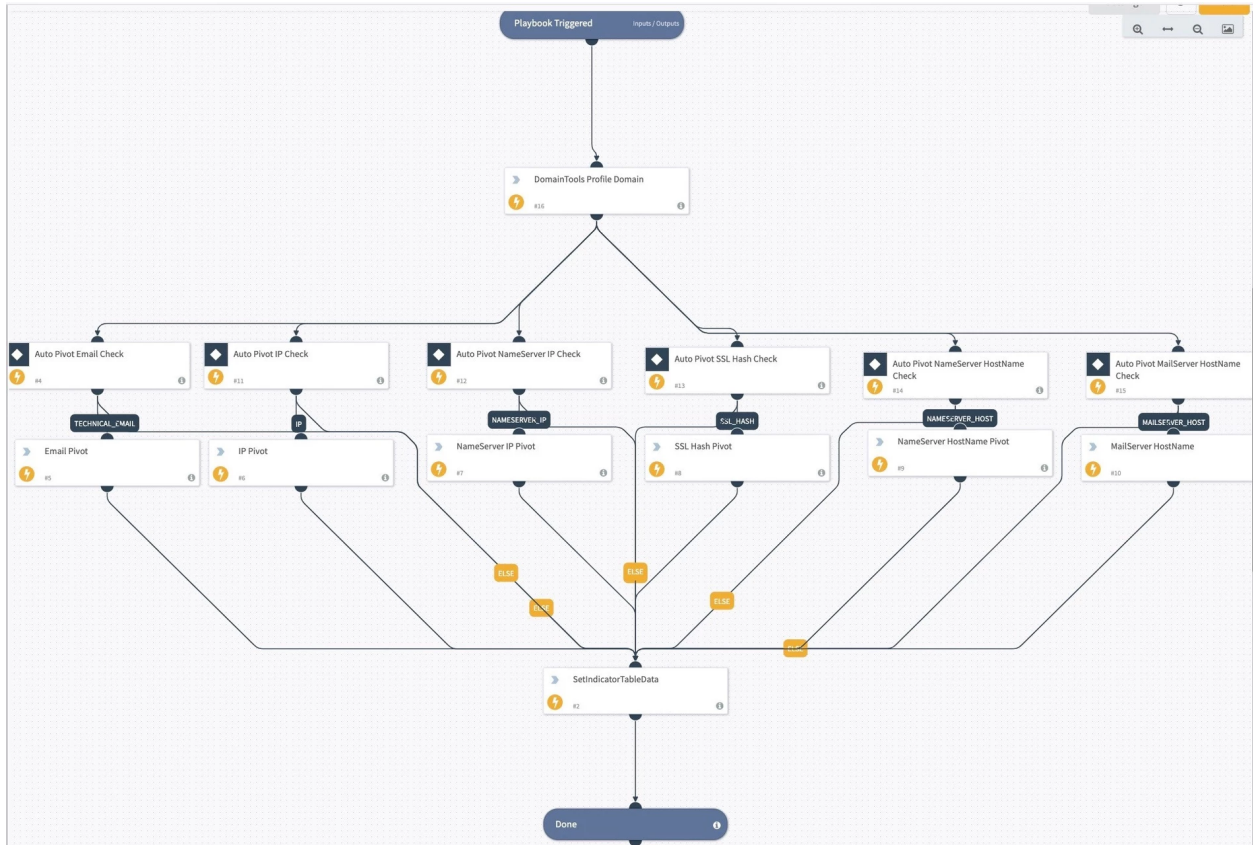 Playbook Triggered Inputs / Outputs
DomainTools Profile Domain
#16
Auto Pivot Email Check
#4
Auto Pivot IP Check
#11
Auto Pivot NameServer IP Check
#12
Auto Pivot SSL Hash Check
#13
Auto Pivot NameServer HostName
Check
#14
Auto Pivot MailServer HostName
Check
#15
TECHNICAL_EMAIL
IP
NAMESERVER_IP
SSL_HASH
NAMESERVER_HOST
MAILSERVER_HOST
Email Pivot
#5
IP Pivot
#6
NameServer IP Pivot
#7
SSL Hash Pivot
#8
NameServer HostName Pivot
#9
MailServer HostName
#10
ELSE
ELSE
ELSE
ELSE
ELSE
SetIndicatorTableData
#2
Done